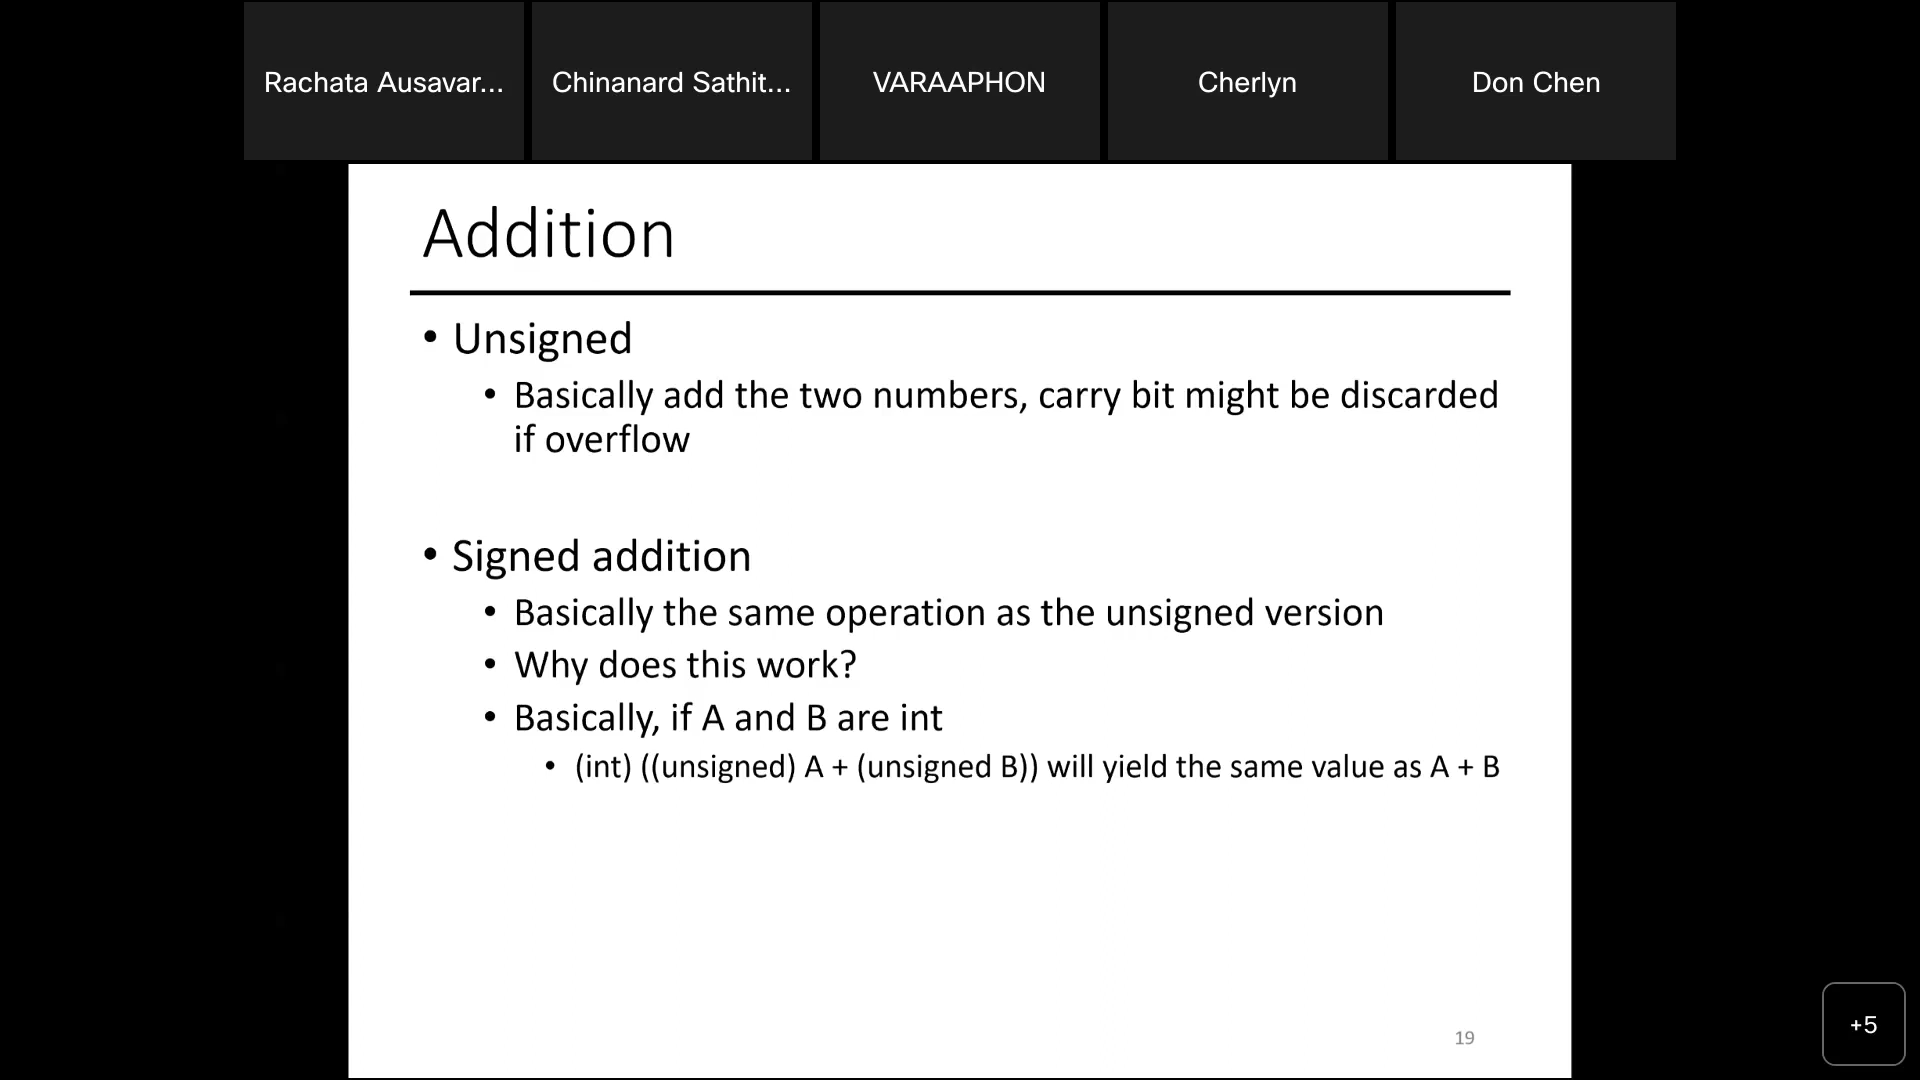 Rachata Ausavar...
Chinanard Sathit...
VARAAPHON
Cherlyn
Don Chen
Addition
• Unsigned
• Basically add the two numbers, carry bit might be discarded
if overflow
• Signed addition
• Basically the same operation as the unsigned version
• Why does this work?
• Basically, if A and B are int
• (int) ((unsigned) A + (unsigned B)) will yield the same value as A + B
19
+5